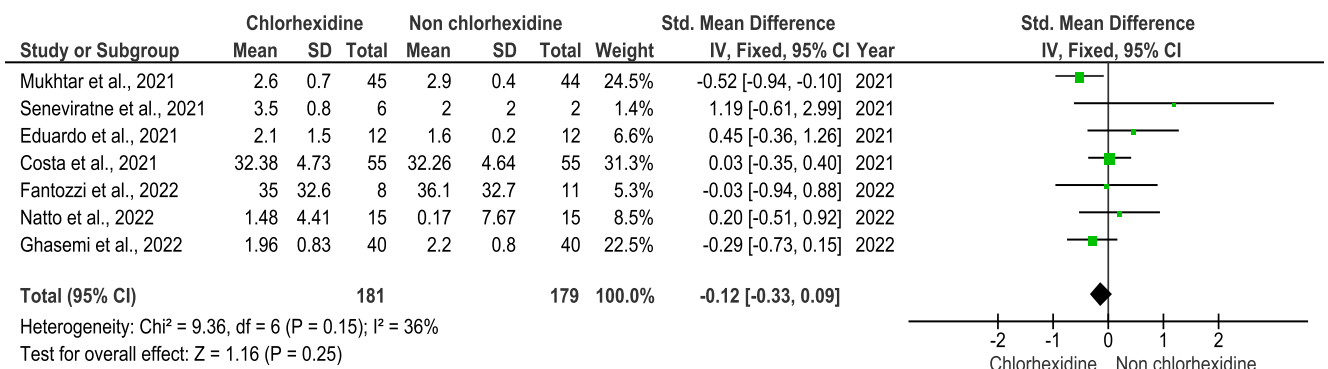 Chlorhexidine Non chlorhexidine Std. Mean Difference Std. Mean Difference
Study or Subgroup Mean SD Total Mean SD Total Weight IV, Fixed, 95% CI Year IV, Fixed, 95% CI
Mukhtar et al., 2021 2.6 0.7 45 2.9 0.4 44 24.5% -0.52 [-0.94, -0.10] 2021
Seneviratne et al., 2021 3.5 0.8 6 2 2 2 1.4% 1.19 [-0.61, 2.99] 2021
Eduardo et al., 2021 2.1 1.5 12 1.6 0.2 12 6.6% 0.45 [-0.36, 1.26] 2021
Costa et al., 2021 32.38 4.73 55 32.26 4.64 55 31.3% 0.03 [-0.35, 0.40] 2021
Fantozzi et al., 2022 35 32.6 8 36.1 32.7 11 5.3% -0.03 [-0.94, 0.88] 2022
Natto et al., 2022 1.48 4.41 15 0.17 7.67 15 8.5% 0.20 [-0.51, 0.92] 2022
Ghasemi et al., 2022 1.96 0.83 40 2.2 0.8 40 22.5% -0.29 [-0.73, 0.15] 2022
Total (95% CI) 181 179 100.0% -0.12 [-0.33, 0.09]
Heterogeneity: Chi² = 9.36, df = 6 (P = 0.15); I² = 36%
Test for overall effect: Z = 1.16 (P = 0.25)
-2 -1 0 1 2
Chlorhexidine Non chlorhexidine